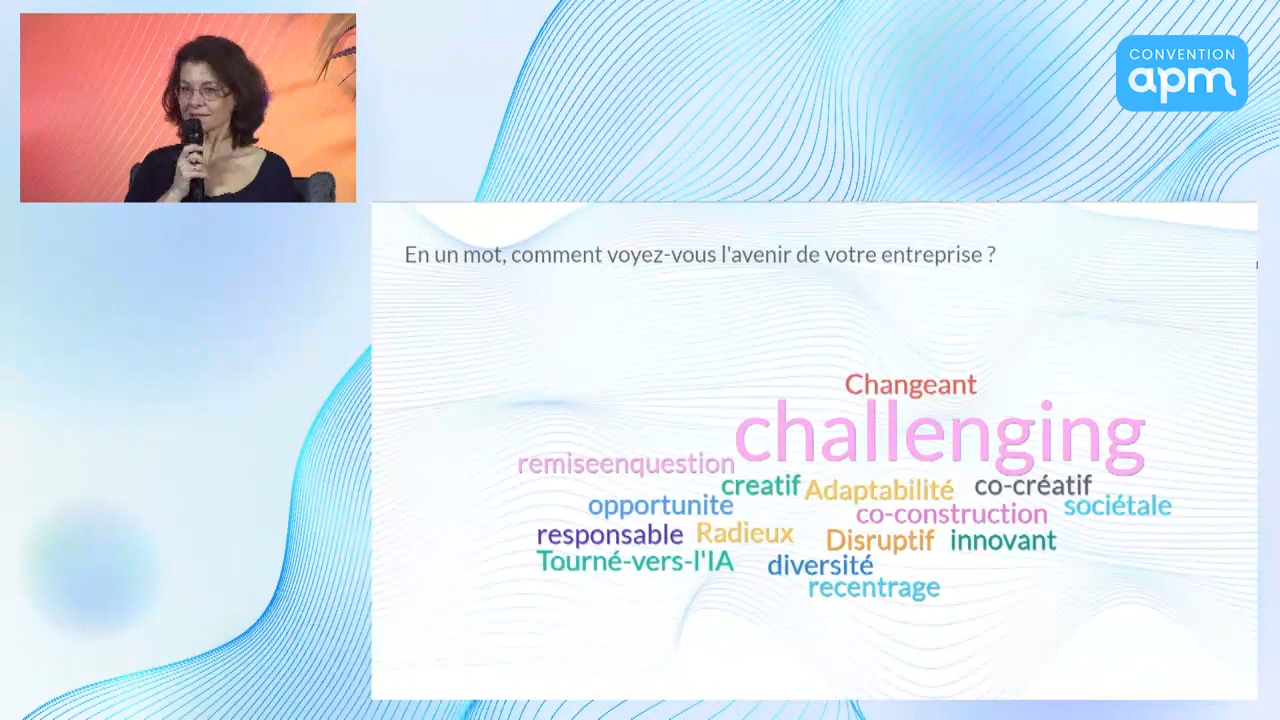 CONVENTION
apm
En un mot, comment voyez-vous l'avenir de votre entreprise ?
Changeant
challenging
remiseenquestion
creatif Adaptabilité co-créatif
opportunite co-construction sociétale
responsable Radieux Disruptif innovant
Tourné-vers-l'IA diversité
recentrage